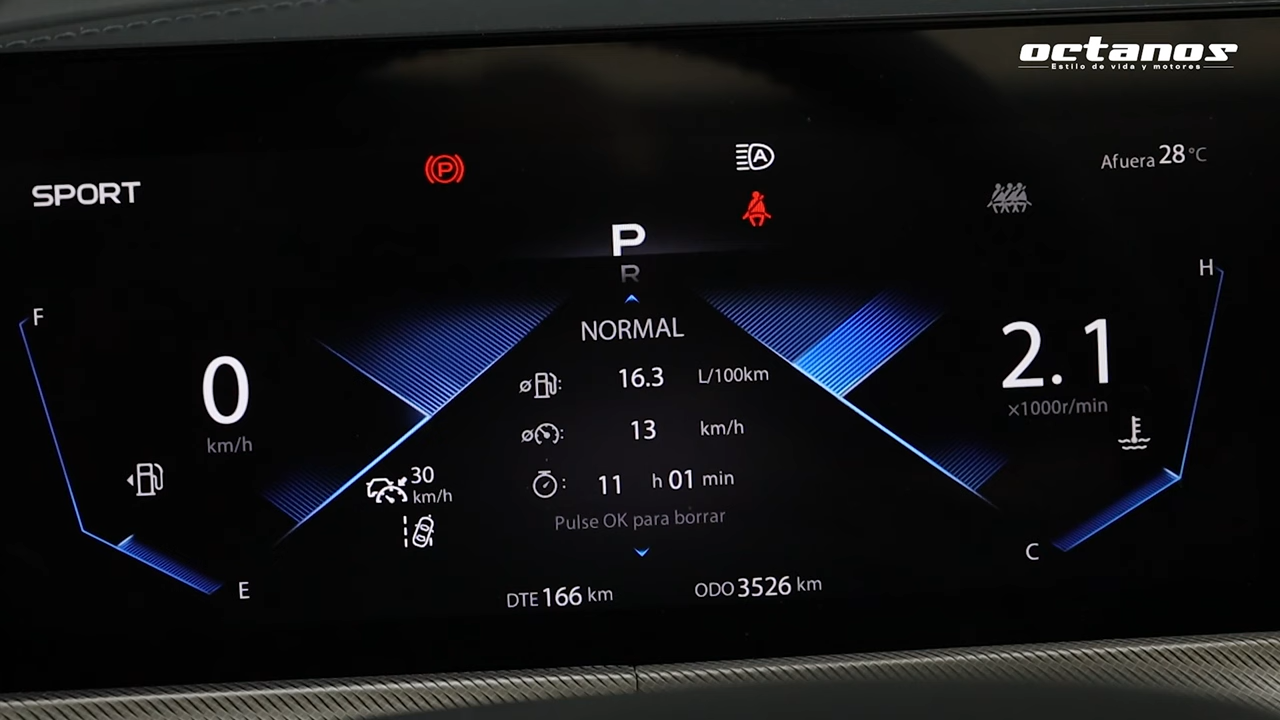 octanos
Estilo de vida y motores
Afuera 28 °C
SPORT
P
A
P
R
H
F
NORMAL
16.3 L/100km
2.1
×1000r/min
0
km/h
13 km/h
30
km/h
11 h 01 min
Pulse OK para borrar
C
E
DTE 166 km
ODO 3526 km